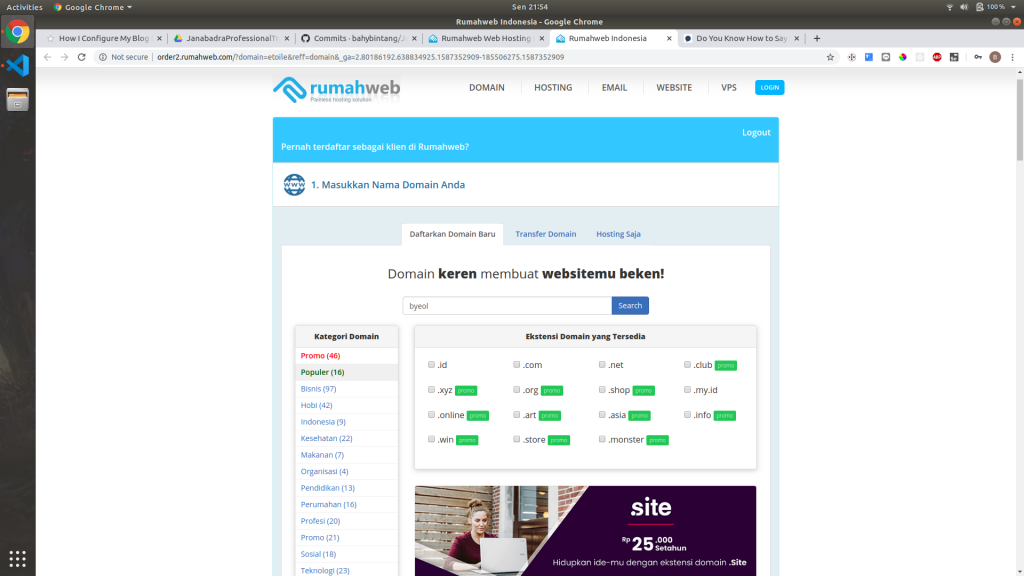 Activities Google Chrome Sen 21:54 100%
Rumahweb Indonesia - Google Chrome
How I Configure My Blog JanabadraProfessionalTi Commits · bahybintang/J Rumahweb Web Hosting Rumahweb Indonesia Do You Know How to Say
Not secure order2.rumahweb.com/?domain=etoile&reff=domain&_ga=2.80186192.638834925.1587352909-185506275.1587352909
rumahweb
Painless hosting solution
DOMAIN HOSTING EMAIL WEBSITE VPS LOGIN
Logout
Pernah terdaftar sebagai klien di Rumahweb?
1. Masukkan Nama Domain Anda
Daftarkan Domain Baru Transfer Domain Hosting Saja
Domain keren membuat websitemu beken!
byeol Search
Kategori Domain
Promo (46)
Populer (16)
Bisnis (97)
Hobi (42)
Indonesia (9)
Kesehatan (22)
Makanan (7)
Organisasi (4)
Pendidikan (13)
Perumahan (16)
Profesi (20)
Promo (21)
Sosial (18)
Teknologi (23)
Ekstensi Domain yang Tersedia
.id .com .net .club promo
.xyz promo .org promo .shop promo .my.id
.online promo .art promo .asia promo .info promo
.win promo .store promo .monster promo
.site
Rp 25.000 Setahun
Hidupkan ide-mu dengan ekstensi domain .Site